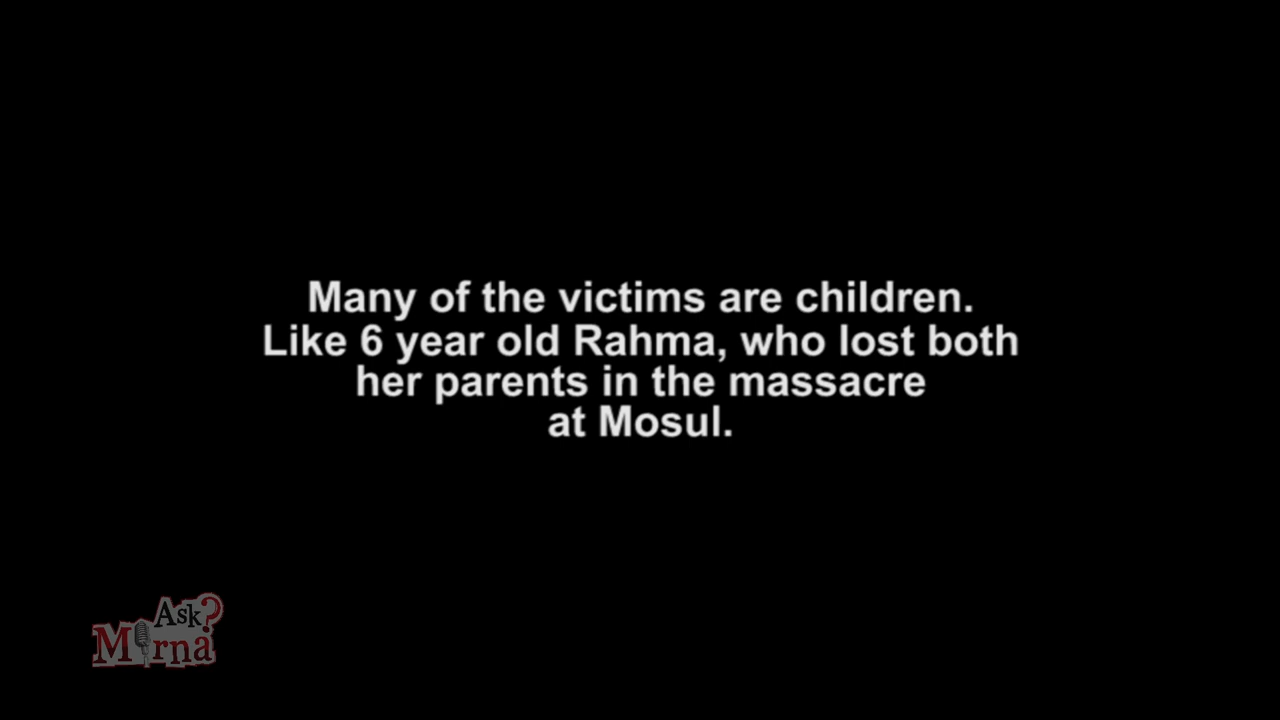 Many of the victims are children.
Like 6 year old Rahma, who lost both
her parents in the massacre
at Mosul.
Ask?
Mirna